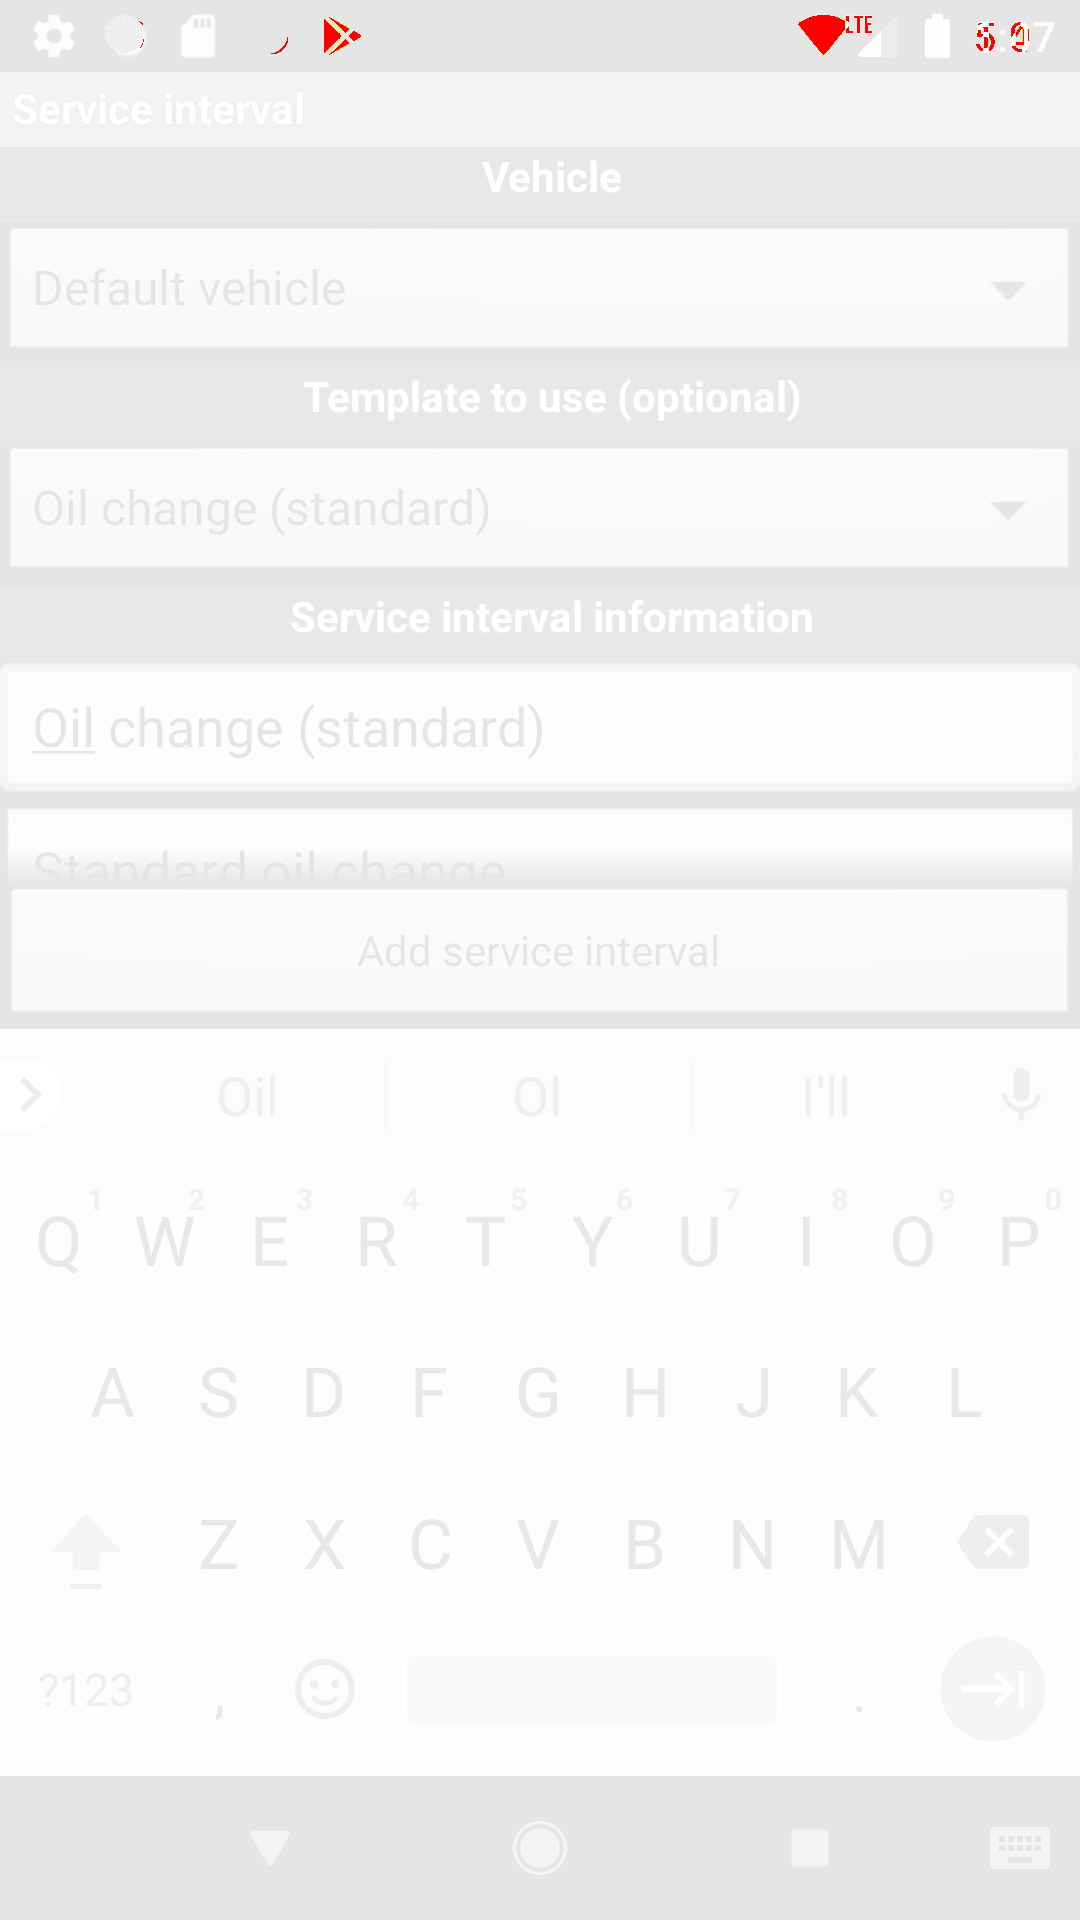 LTE
Service interval
Vehicle
Default vehicle
Template to use (optional)
Oil change (standard)
Service interval information
Oil change (standard)
Standard oil change
Add service interval
Oil Ol I'll
1 2 3 4 5 6 7 8 9 0
Q W E R T Y U I O P
A S D F G H J K L
Z X C V B N M
?123 , .